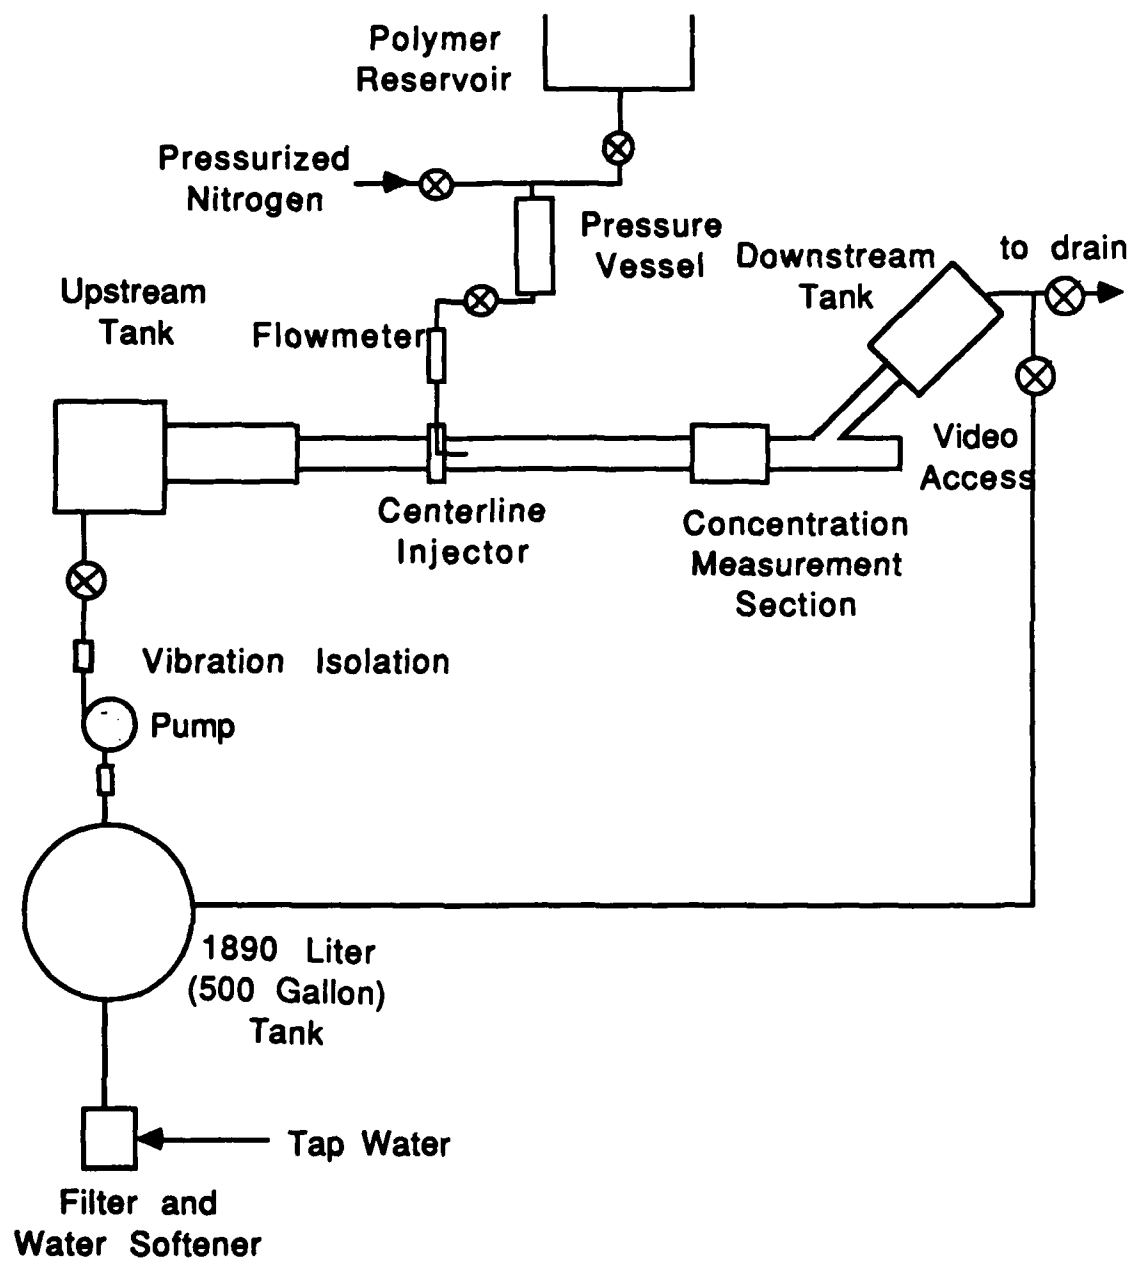 Polymer
Reservoir
Pressurized
Nitrogen
Pressure
Vessel
Downstream
Tank
to drain
Upstream
Tank
Flowmeter
Video
Access
Centerline
Injector
Concentration
Measurement
Section
Vibration Isolation
Pump
1890 Liter
(500 Gallon)
Tank
Tap Water
Filter and
Water Softener